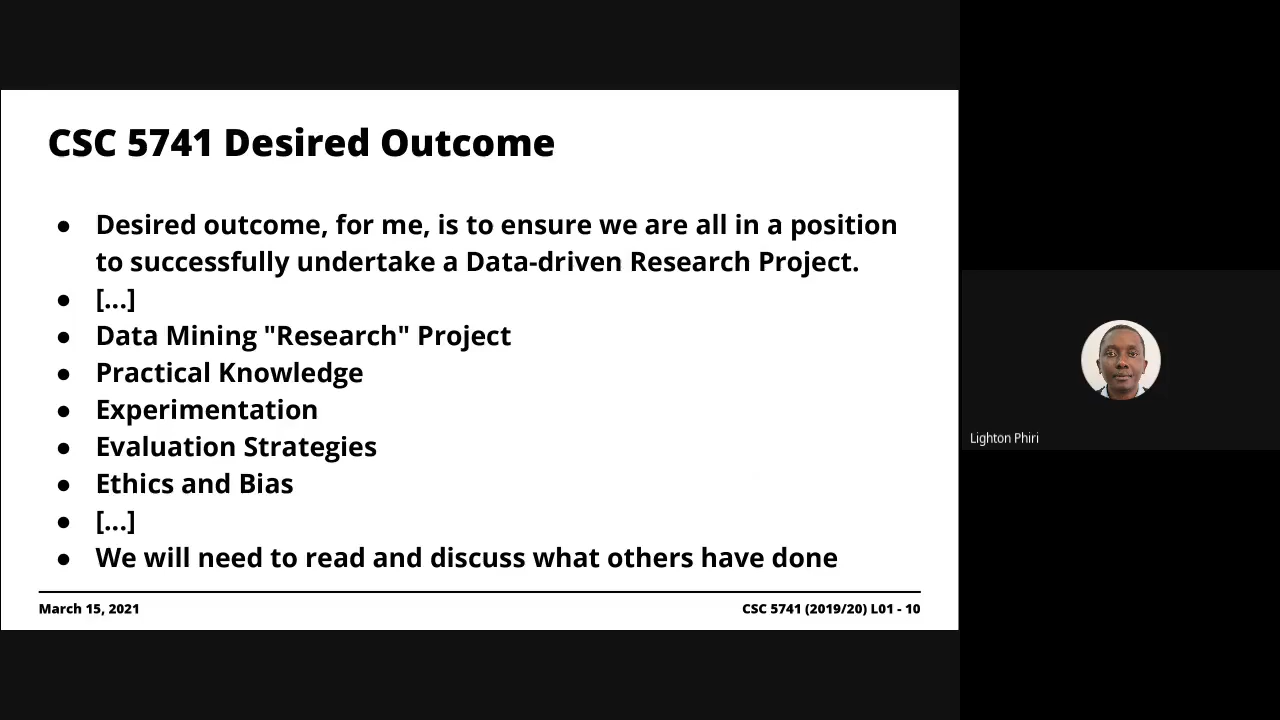 CSC 5741 Desired Outcome
● Desired outcome, for me, is to ensure we are all in a position
to successfully undertake a Data-driven Research Project.
● [...]
● Data Mining "Research" Project
● Practical Knowledge
● Experimentation
● Evaluation Strategies
● Ethics and Bias
● [...]
● We will need to read and discuss what others have done
March 15, 2021
CSC 5741 (2019/20) L01 - 10
Lighton Phiri